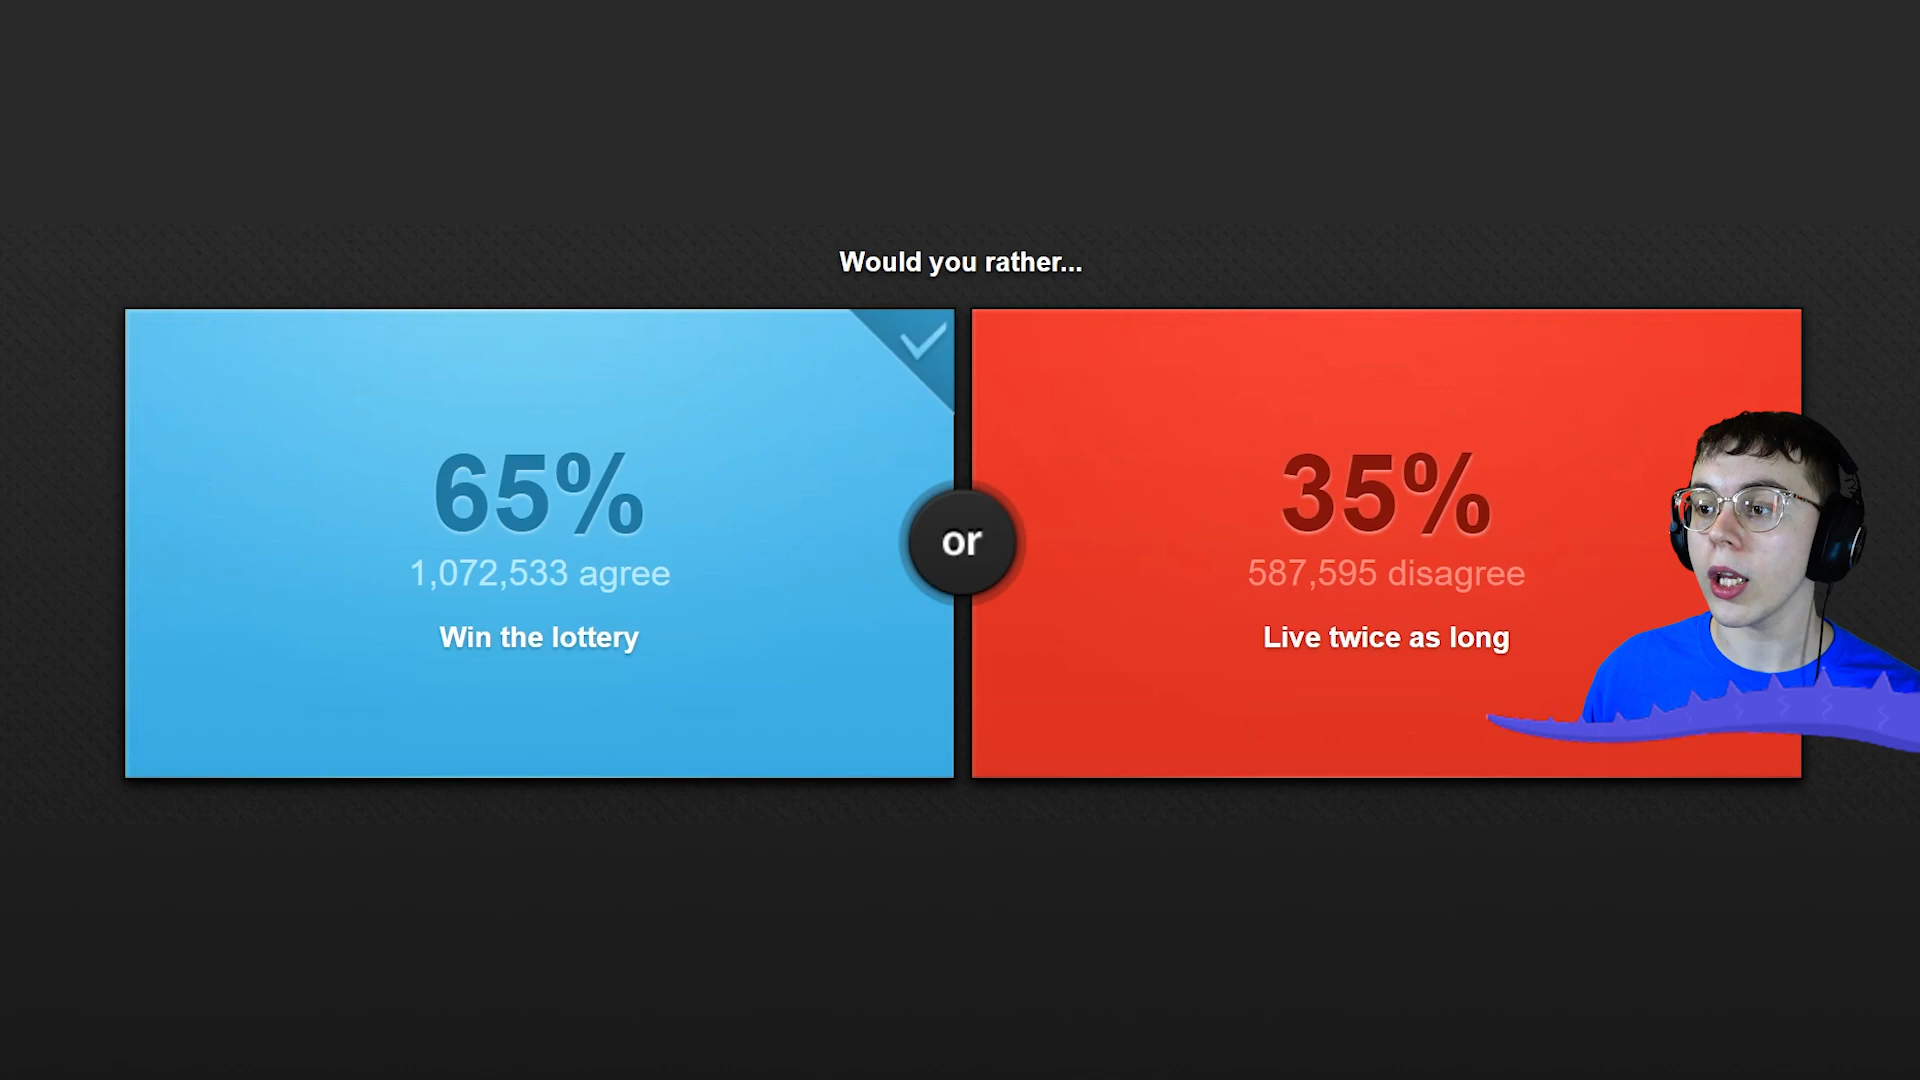 Would you rather...
65%
1,072,533 agree
Win the lottery
or
35%
587,595 disagree
Live twice as long